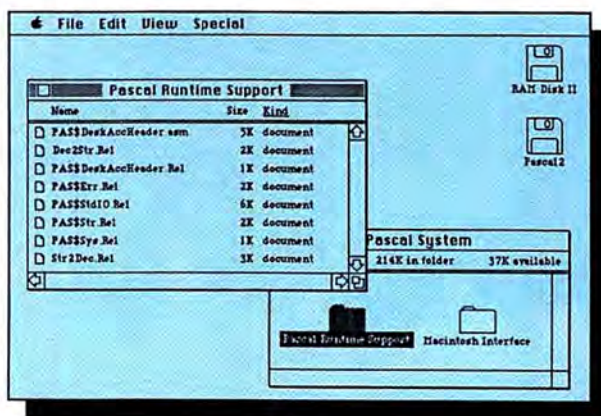 File Edit View Special
RAM Disk II
Pascal2
Pascal Runtime Support
Name Size Kind
PAS$DeskAccHeader.asm 5K document
Dec2Str.Rel 2K document
PAS$DeskAccHeader.Rel 1K document
PAS$Err.Rel 2K document
PAS$StdIO.Rel 6K document
PAS$Str.Rel 2K document
PAS$Sys.Rel 1K document
Str2Dec.Rel 3K document
Pascal System
214K in folder 37K available
Pascal Runtime Support
Macintosh Interface